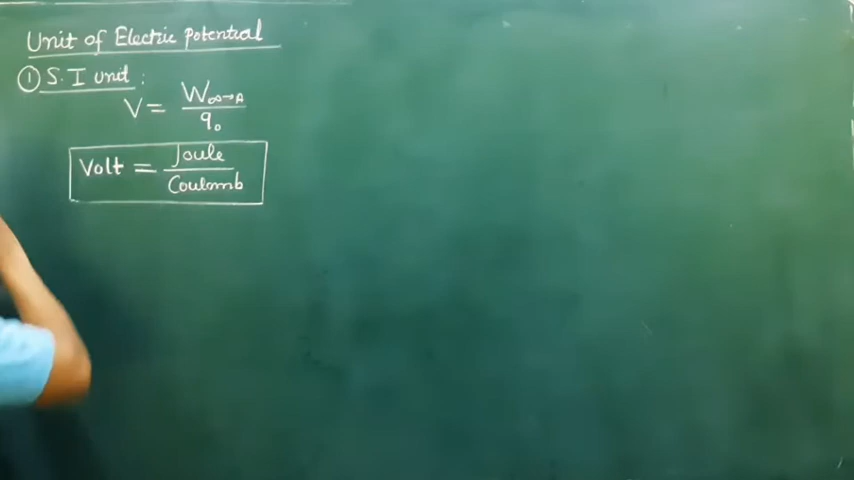 Unit of Electric potential
① S.I unit :
V = W∞→A / q₀
Volt = Joule / Coulomb